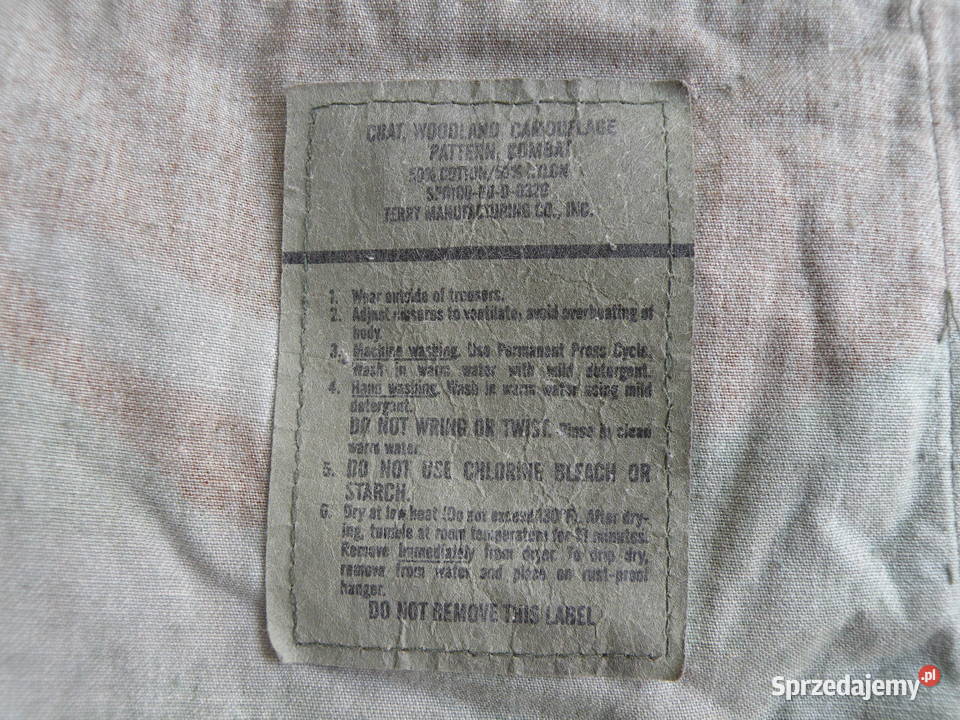 COAT, WOODLAND CAMOUFLAGE
PATTERN, COMBAT
50% COTTON/50% NYLON
TERRY MANUFACTURING CO., INC.
1. Wear outside of trousers.
2. Adjust closures to ventilate, avoid overheating of
body.
3. Machine washing. Use Permanent Press Cycle,
wash in warm water with mild detergent.
4. Hand washing. Wash in warm water using mild
detergent.
DO NOT WRING OR TWIST. Rinse in clean
warm water.
5. DO NOT USE CHLORINE BLEACH OR
STARCH.
6. Dry at low heat (Do not exceed 130°F). After dry-
ing, tumble at room temperature for minutes.
Remove immediately from dryer. To drip dry,
remove from water and place on rust-proof
hanger.
DO NOT REMOVE THIS LABEL
Sprzedajemy.pl